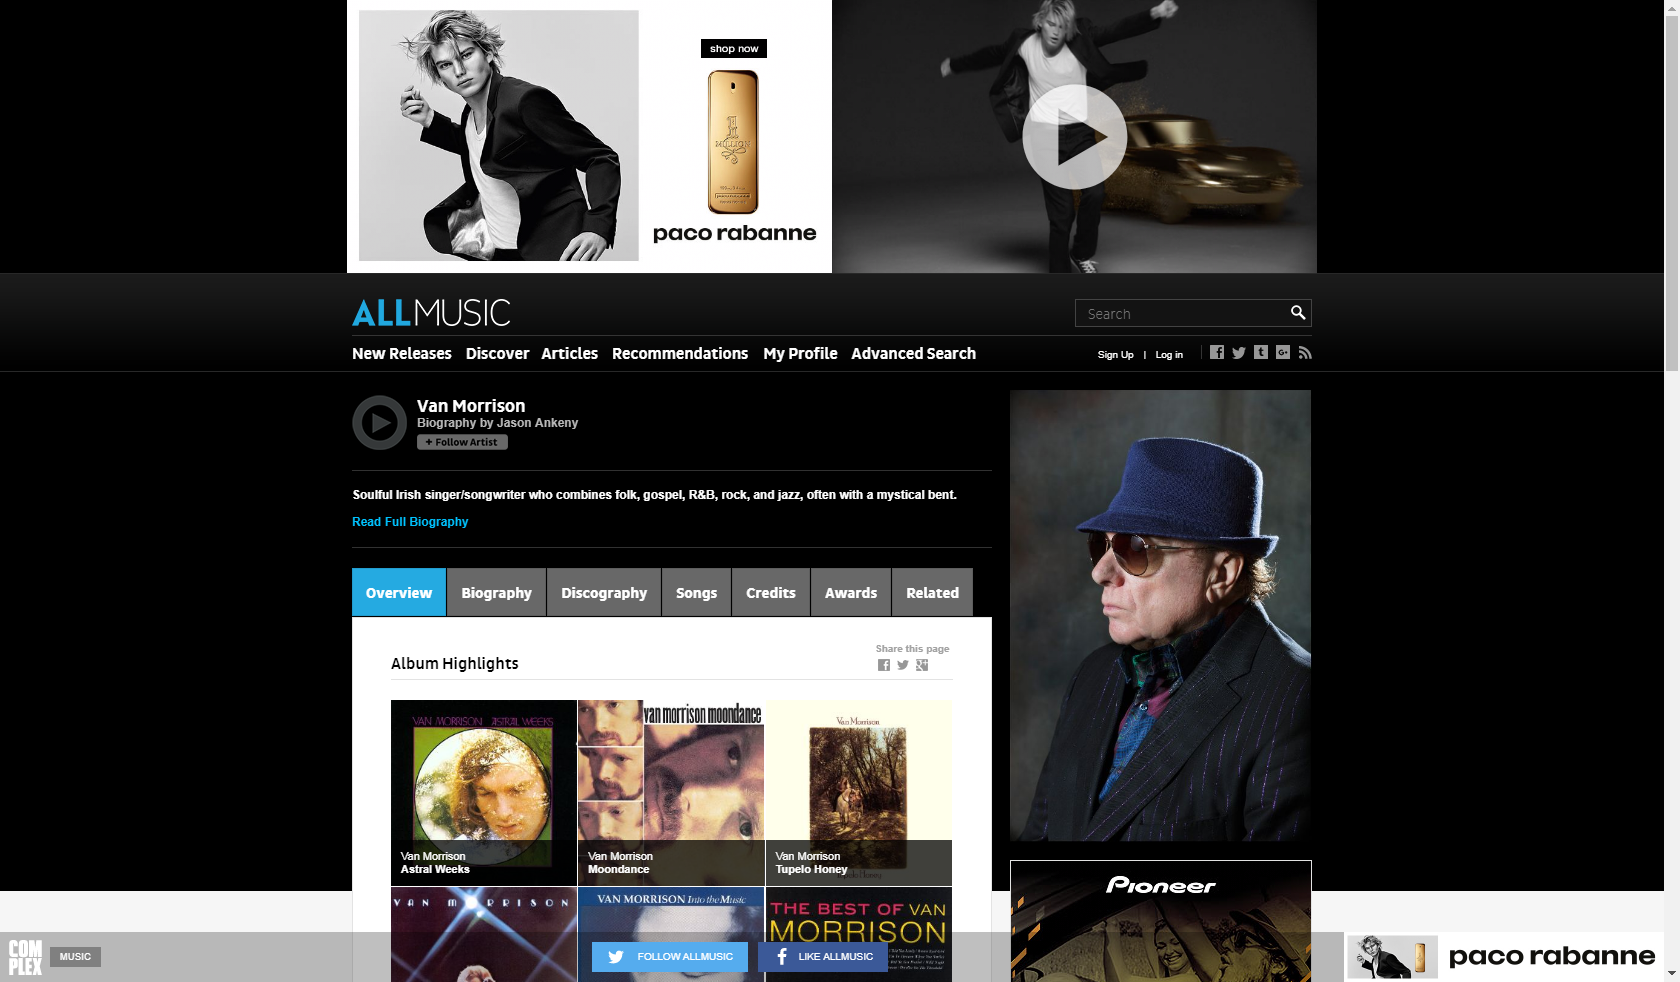 shop now
1 MILLION
paco rabanne
ALLMUSIC
Search
New Releases Discover Articles Recommendations My Profile Advanced Search
Sign Up | Log in
Van Morrison
Biography by Jason Ankeny
+ Follow Artist
Soulful Irish singer/songwriter who combines folk, gospel, R&B, rock, and jazz, often with a mystical bent.
Read Full Biography
Overview Biography Discography Songs Credits Awards Related
Share this page
Album Highlights
VAN MORRISON ASTRAL WEEKS
van morrison moondance
Van Morrison
Van Morrison
Astral Weeks
Van Morrison
Moondance
Van Morrison
Tupelo Honey
Tupelo Honey
Pioneer
VAN MORRISON
VAN MORRISON Into the Music
THE BEST OF VAN
MORRISON
COM
PLEX
MUSIC
FOLLOW ALLMUSIC
LIKE ALLMUSIC
paco rabanne